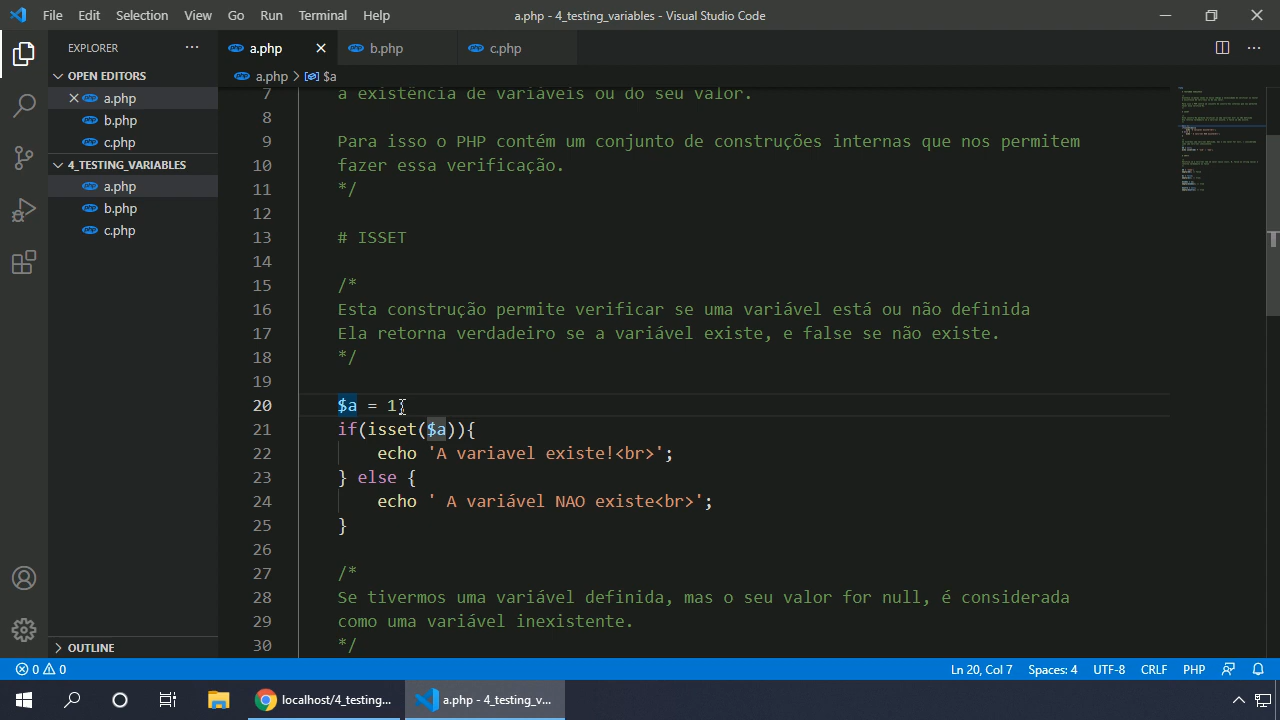 File Edit Selection View Go Run Terminal Help
a.php - 4_testing_variables - Visual Studio Code
EXPLORER
OPEN EDITORS
a.php
b.php
c.php
4_TESTING_VARIABLES
a.php
b.php
c.php
OUTLINE
a.php b.php c.php
a.php > $a
7 a existência de variáveis ou do seu valor.
8
9 Para isso o PHP contém um conjunto de construções internas que nos permitem
10 fazer essa verificação.
11 */
12
13 # ISSET
14
15 /*
16 Esta construção permite verificar se uma variável está ou não definida
17 Ela retorna verdadeiro se a variável existe, e false se não existe.
18 */
19
20 $a = 1;
21 if(isset($a)){
22 echo 'A variavel existe!<br>';
23 } else {
24 echo ' A variável NAO existe<br>';
25 }
26
27 /*
28 Se tivermos uma variável definida, mas o seu valor for null, é considerada
29 como uma variável inexistente.
30 */
0 0
Ln 20, Col 7 Spaces: 4 UTF-8 CRLF PHP
localhost/4_testing...
a.php - 4_testing_v...